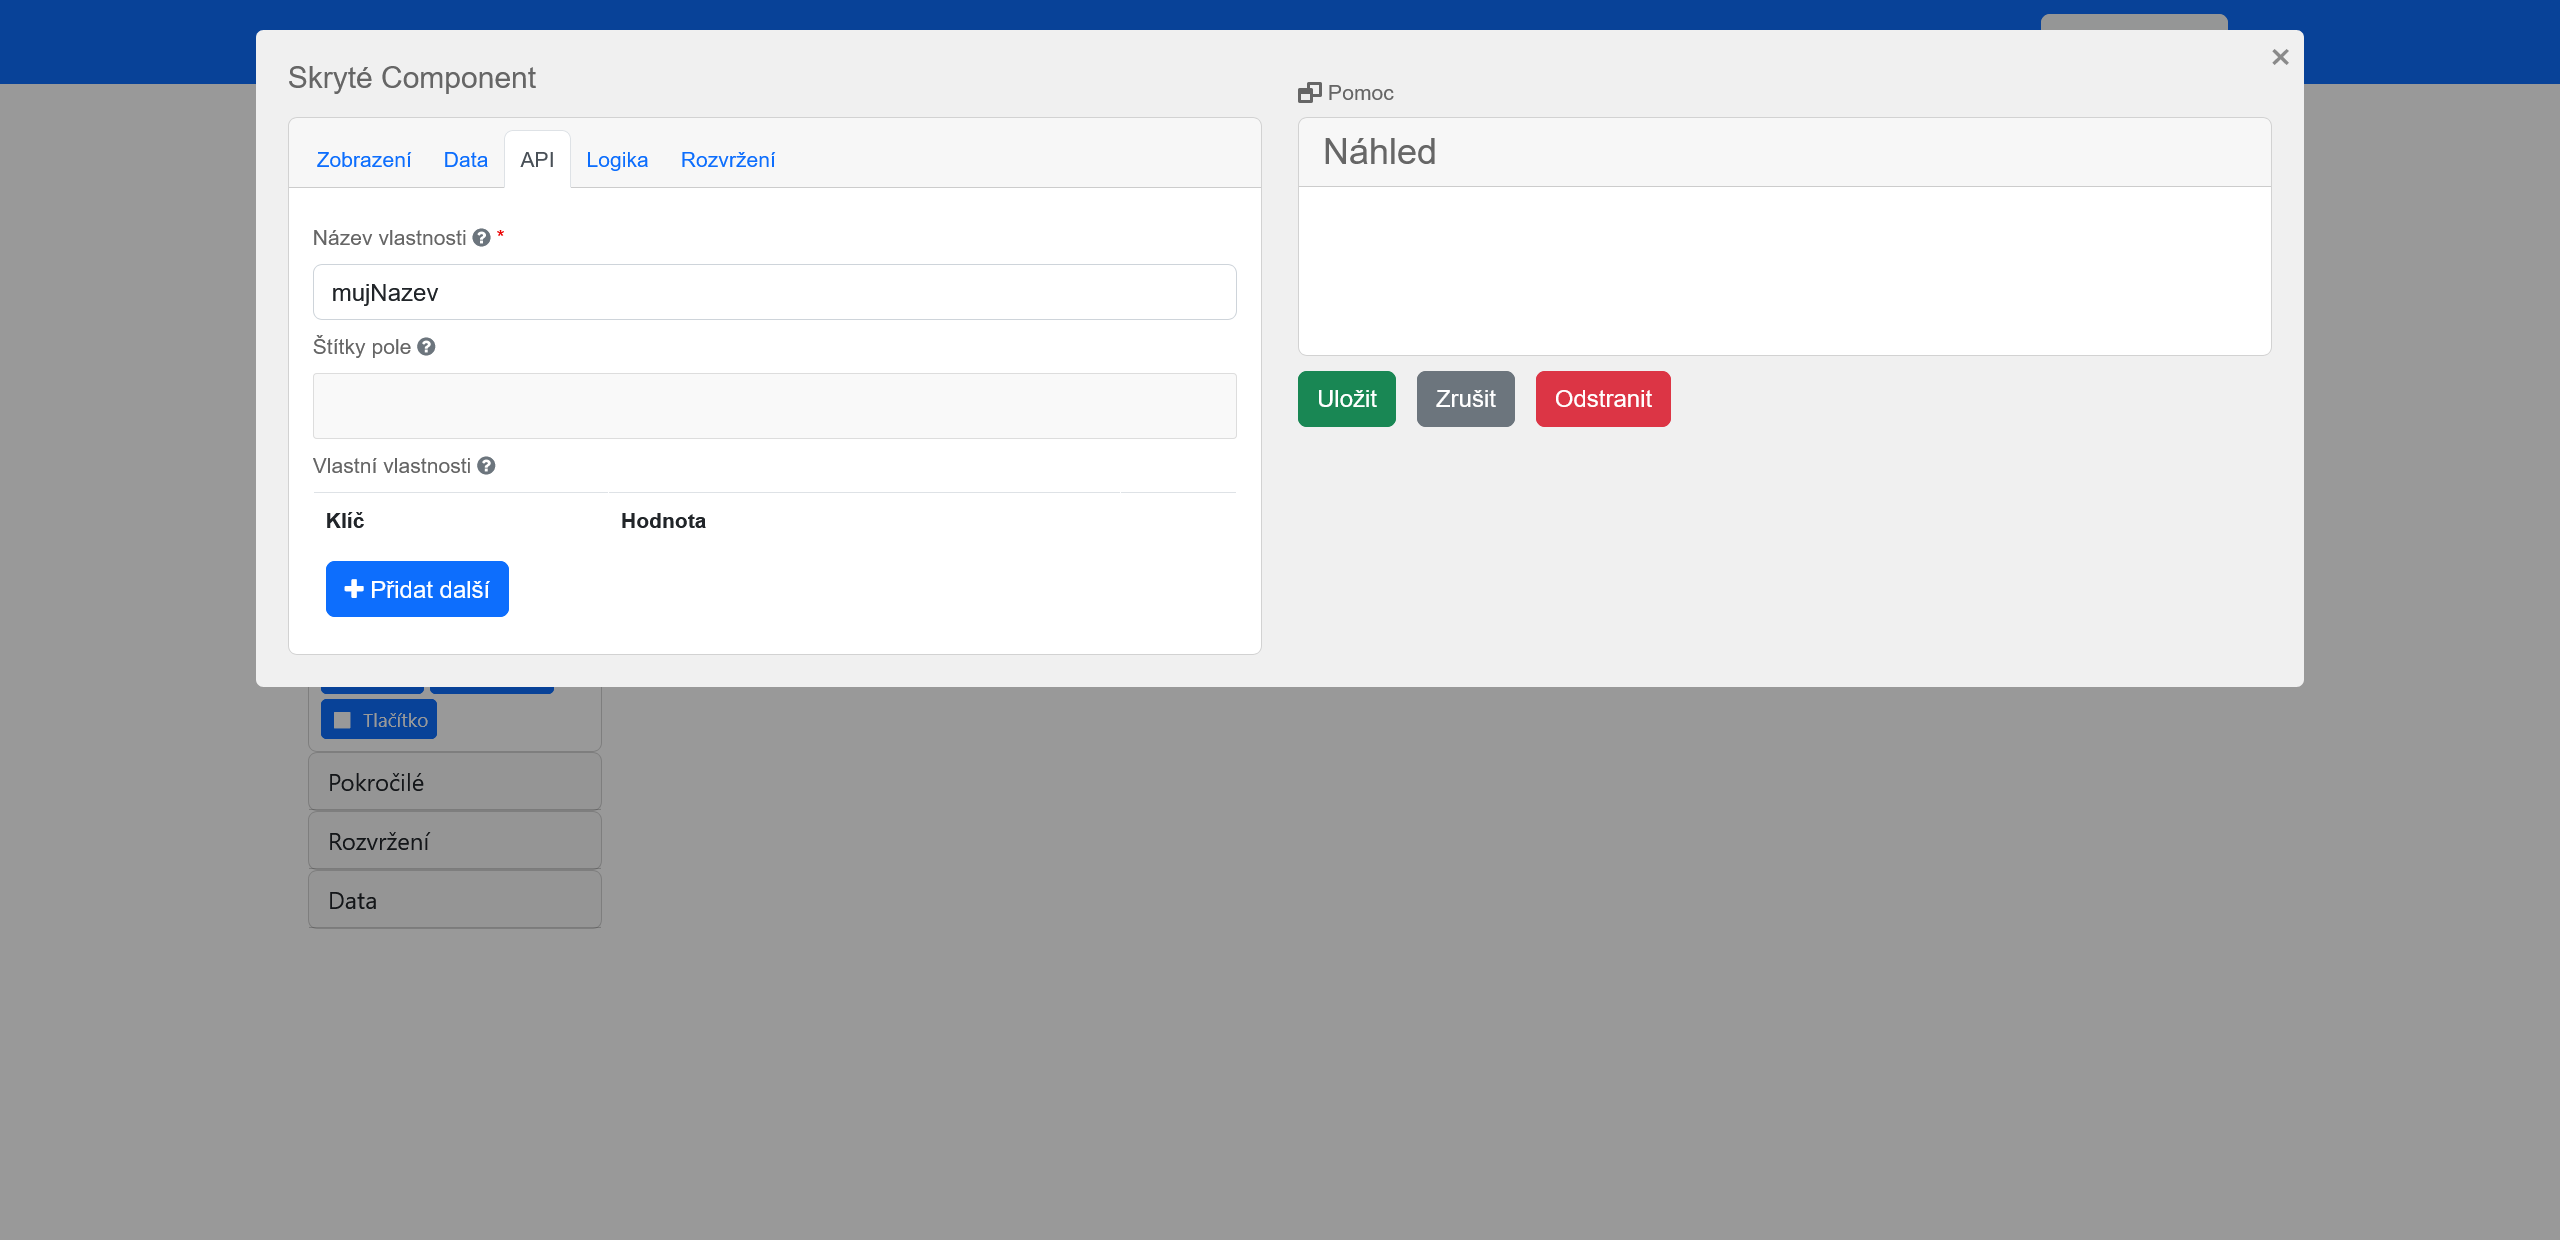 Skryté Component
Pomoc
Zobrazení Data API Logika Rozvržení
Náhled
Název vlastnosti *
mujNazev
Štítky pole
Uložit Zrušit Odstranit
Vlastní vlastnosti
Klíč Hodnota
Přidat další
Tlačítko
Pokročilé
Rozvržení
Data